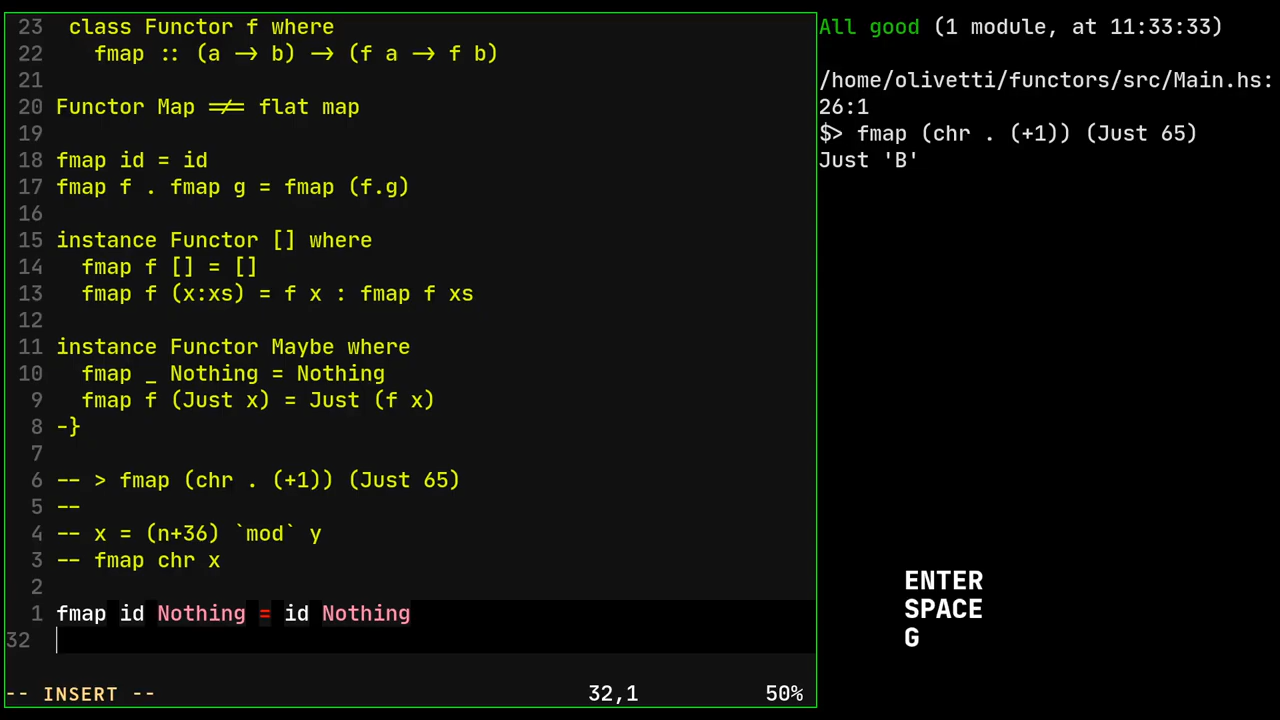 23  class Functor f where
22    fmap :: (a -> b) -> (f a -> f b)
21
20 Functor Map =/= flat map
19
18 fmap id = id
17 fmap f . fmap g = fmap (f.g)
16
15 instance Functor [] where
14   fmap f [] = []
13   fmap f (x:xs) = f x : fmap f xs
12
11 instance Functor Maybe where
10   fmap _ Nothing = Nothing
9   fmap f (Just x) = Just (f x)
8 -}
7
6 -- > fmap (chr . (+1)) (Just 65)
5 --
4 -- x = (n+36) `mod` y
3 -- fmap chr x
2
1 fmap id Nothing = id Nothing
32
-- INSERT --    32,1    50%
All good (1 module, at 11:33:33)
/home/olivetti/functors/src/Main.hs:
26:1
$> fmap (chr . (+1)) (Just 65)
Just 'B'
ENTER
SPACE
G